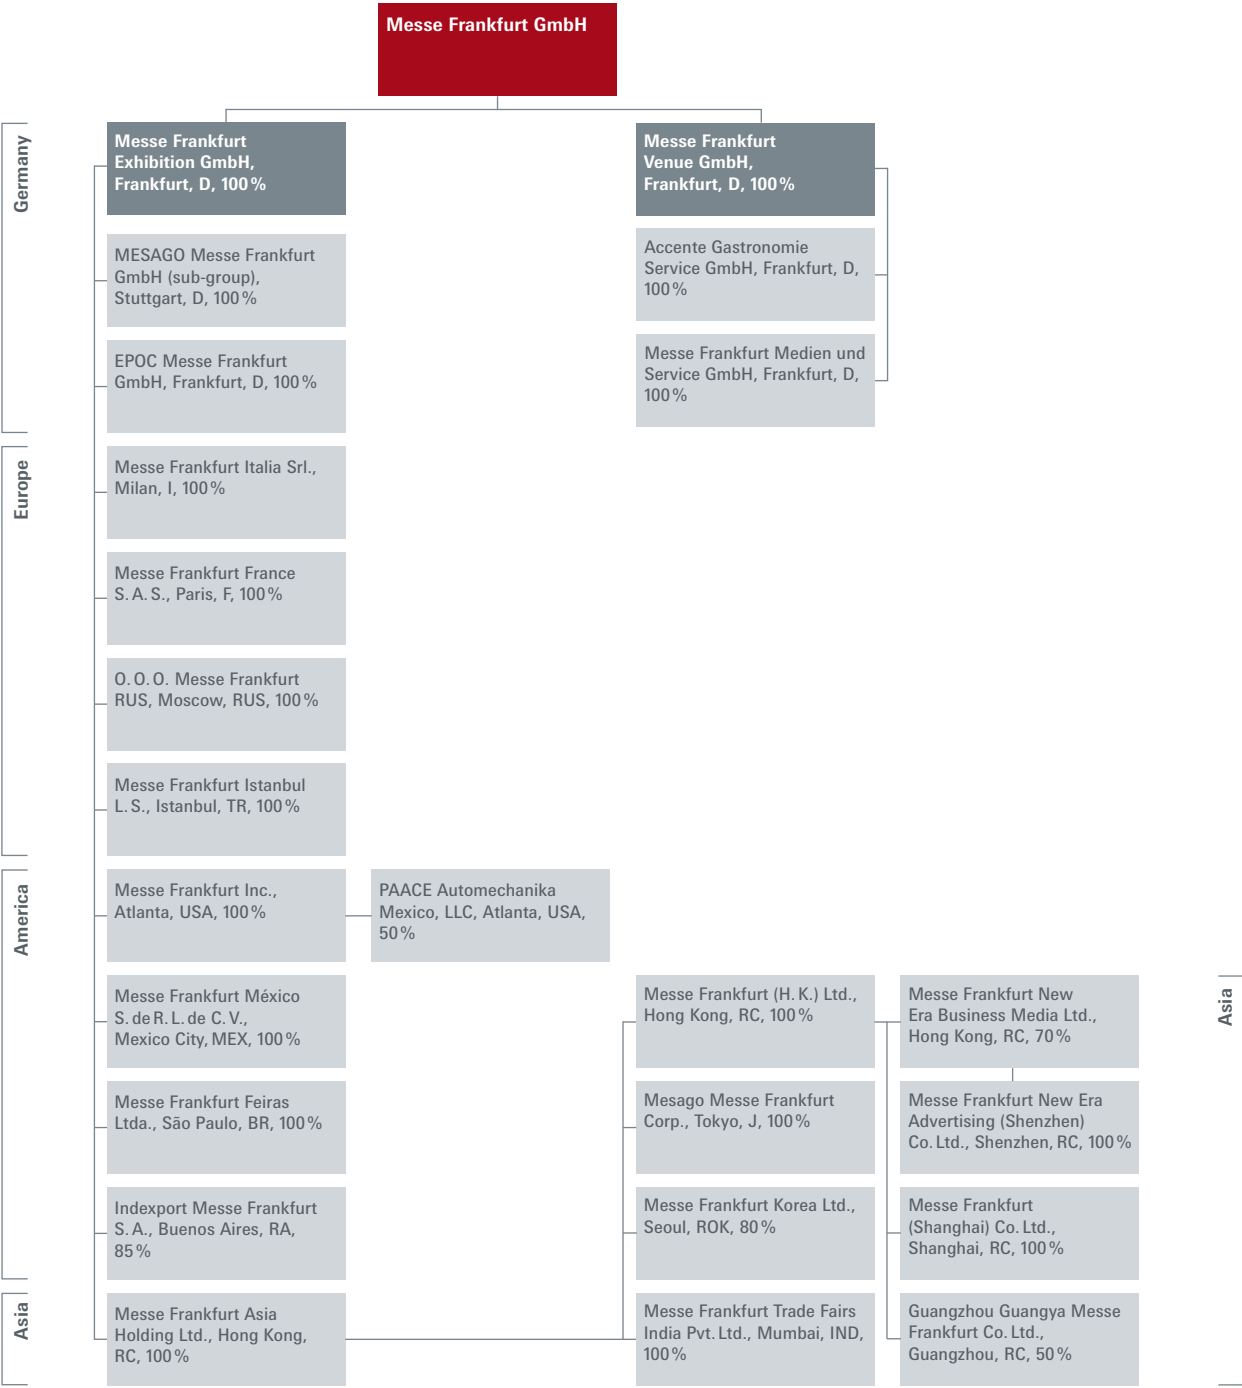 Messe Frankfurt GmbH
Germany
Messe Frankfurt
Exhibition GmbH,
Frankfurt, D, 100 %
Messe Frankfurt
Venue GmbH,
Frankfurt, D, 100 %
MESAGO Messe Frankfurt
GmbH (sub-group),
Stuttgart, D, 100 %
Accente Gastronomie
Service GmbH, Frankfurt, D,
100 %
EPOC Messe Frankfurt
GmbH, Frankfurt, D, 100 %
Messe Frankfurt Medien und
Service GmbH, Frankfurt, D,
100 %
Europe
Messe Frankfurt Italia Srl.,
Milan, I, 100 %
Messe Frankfurt France
S. A. S., Paris, F, 100 %
O. O. O. Messe Frankfurt
RUS, Moscow, RUS, 100 %
Messe Frankfurt Istanbul
L. S., Istanbul, TR, 100 %
America
Messe Frankfurt Inc.,
Atlanta, USA, 100 %
PAACE Automechanika
Mexico, LLC, Atlanta, USA,
50 %
Messe Frankfurt México
S. de R. L. de C. V.,
Mexico City, MEX, 100 %
Messe Frankfurt (H. K.) Ltd.,
Hong Kong, RC, 100 %
Messe Frankfurt New
Era Business Media Ltd.,
Hong Kong, RC, 70 %
Asia
Messe Frankfurt Feiras
Ltda., São Paulo, BR, 100 %
Mesago Messe Frankfurt
Corp., Tokyo, J, 100 %
Messe Frankfurt New Era
Advertising (Shenzhen)
Co. Ltd., Shenzhen, RC, 100 %
Indexport Messe Frankfurt
S. A., Buenos Aires, RA,
85 %
Messe Frankfurt Korea Ltd.,
Seoul, ROK, 80 %
Messe Frankfurt
(Shanghai) Co. Ltd.,
Shanghai, RC, 100 %
Asia
Messe Frankfurt Asia
Holding Ltd., Hong Kong,
RC, 100 %
Messe Frankfurt Trade Fairs
India Pvt. Ltd., Mumbai, IND,
100 %
Guangzhou Guangya Messe
Frankfurt Co. Ltd.,
Guangzhou, RC, 50 %